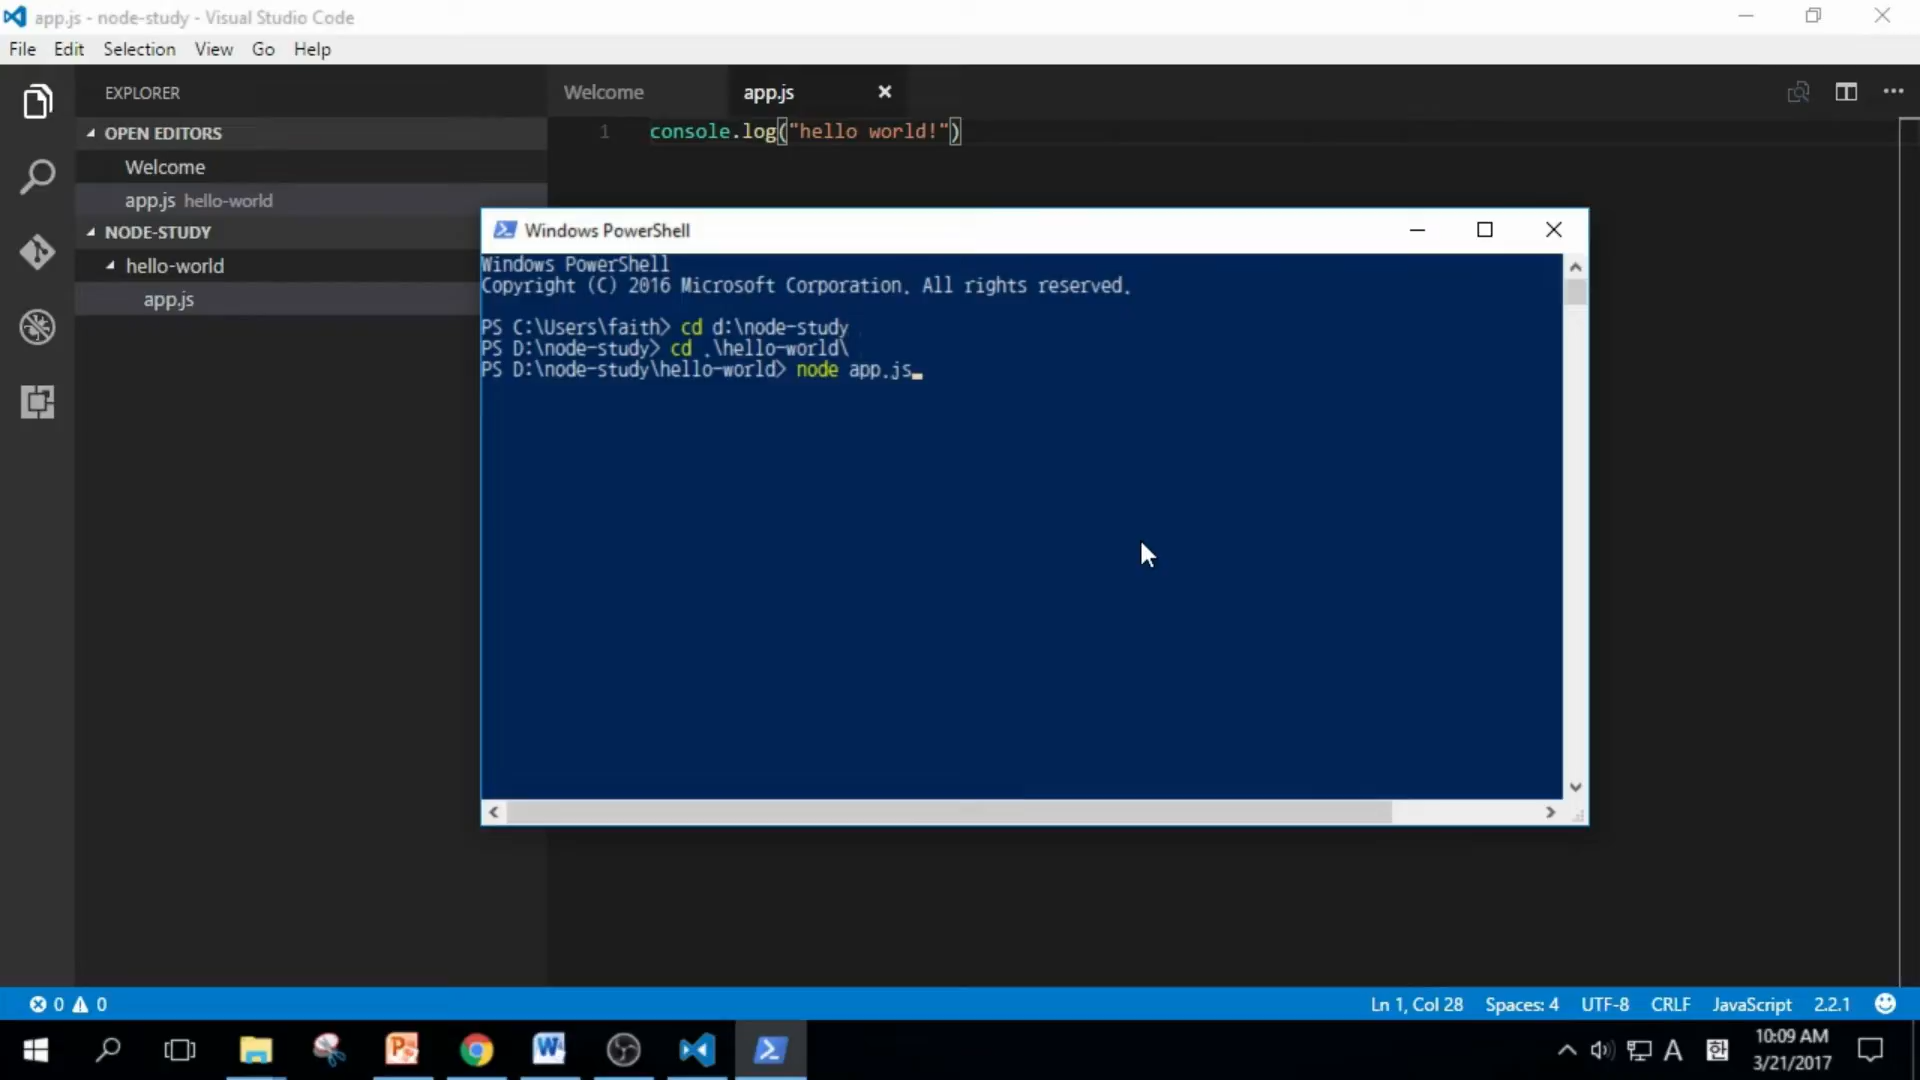 app.js - node-study - Visual Studio Code
File Edit Selection View Go Help
EXPLORER
OPEN EDITORS
Welcome
app.js hello-world
NODE-STUDY
hello-world
app.js
Welcome app.js
1 console.log("hello world!")
Windows PowerShell
Windows PowerShell
Copyright (C) 2016 Microsoft Corporation. All rights reserved.
PS C:\Users\faith> cd d:\node-study
PS D:\node-study> cd .\hello-world\
PS D:\node-study\hello-world> node app.js
0 0
Ln 1, Col 28 Spaces: 4 UTF-8 CRLF JavaScript 2.2.1
A 한 10:09 AM
3/21/2017